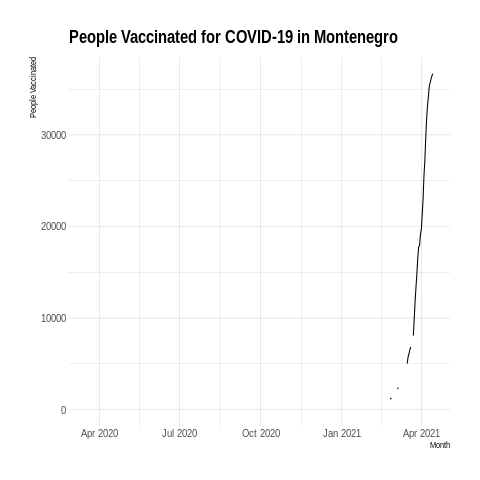 People Vaccinated for COVID-19 in Montenegro
People Vaccinated
30000
20000
10000
0
Apr 2020 Jul 2020 Oct 2020 Jan 2021 Apr 2021
Month